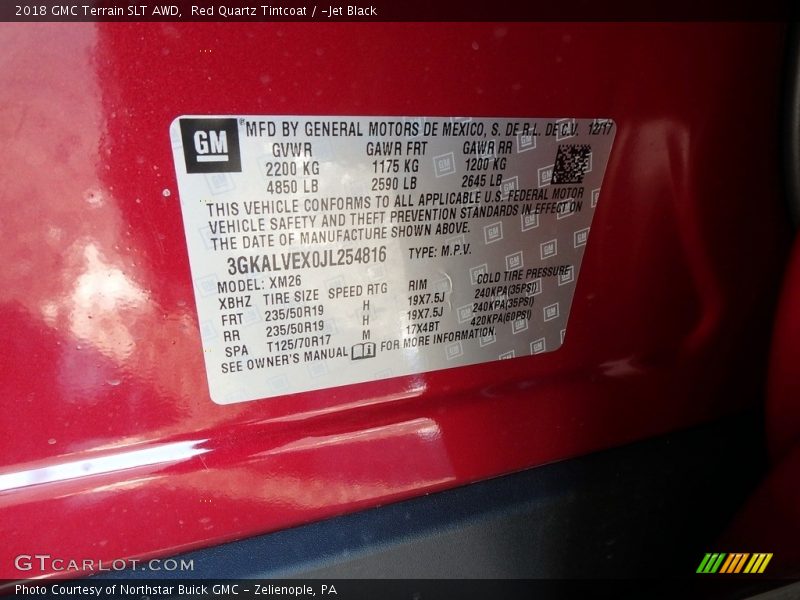 2018 GMC Terrain SLT AWD, Red Quartz Tintcoat / -Jet Black
GM
® MFD BY GENERAL MOTORS DE MEXICO, S. DE R.L. DE C.V. 12/17
GVWR GAWR FRT GAWR RR
2200 KG 1175 KG 1200 KG
4850 LB 2590 LB 2645 LB
THIS VEHICLE CONFORMS TO ALL APPLICABLE U.S. FEDERAL MOTOR
VEHICLE SAFETY AND THEFT PREVENTION STANDARDS IN EFFECT ON
THE DATE OF MANUFACTURE SHOWN ABOVE.
3GKALVEX0JL254816 TYPE: M.P.V.
MODEL: XM26
XBHZ TIRE SIZE SPEED RTG RIM COLD TIRE PRESSURE
FRT 235/50R19 H 19X7.5J 240KPA(35PSI)
RR 235/50R19 H 19X7.5J 240KPA(35PSI)
SPA T125/70R17 M 17X4BT 420KPA(60PSI)
SEE OWNER'S MANUAL FOR MORE INFORMATION.
GTCARLOT.COM
Photo Courtesy of Northstar Buick GMC - Zelienople, PA